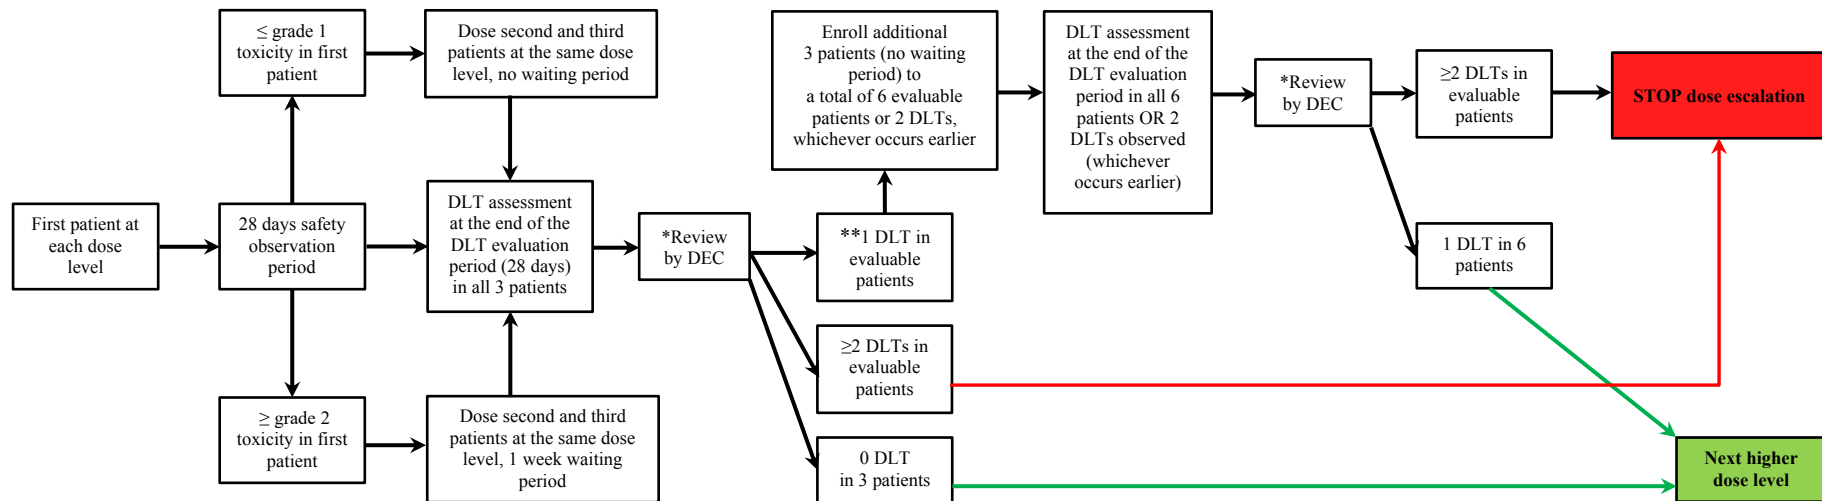 First patient at
each dose
level
≤ grade 1
toxicity in first
patient
28 days safety
observation
period
≥ grade 2
toxicity in first
patient
Dose second and third
patients at the same dose
level, no waiting period
DLT assessment
at the end of the
DLT evaluation
period (28 days)
in all 3 patients
Dose second and third
patients at the same dose
level, 1 week waiting
period
*Review
by DEC
Enroll additional
3 patients (no waiting
period) to
a total of 6 evaluable
patients or 2 DLTs,
whichever occurs earlier
**1 DLT in
evaluable
patients
≥2 DLTs in
evaluable
patients
0 DLT
in 3 patients
DLT assessment
at the end of the
DLT evaluation
period in all 6
patients OR 2
DLTs observed
(whichever
occurs earlier)
*Review
by DEC
≥2 DLTs in
evaluable
patients
1 DLT in 6
patients
STOP dose escalation
Next higher
dose level